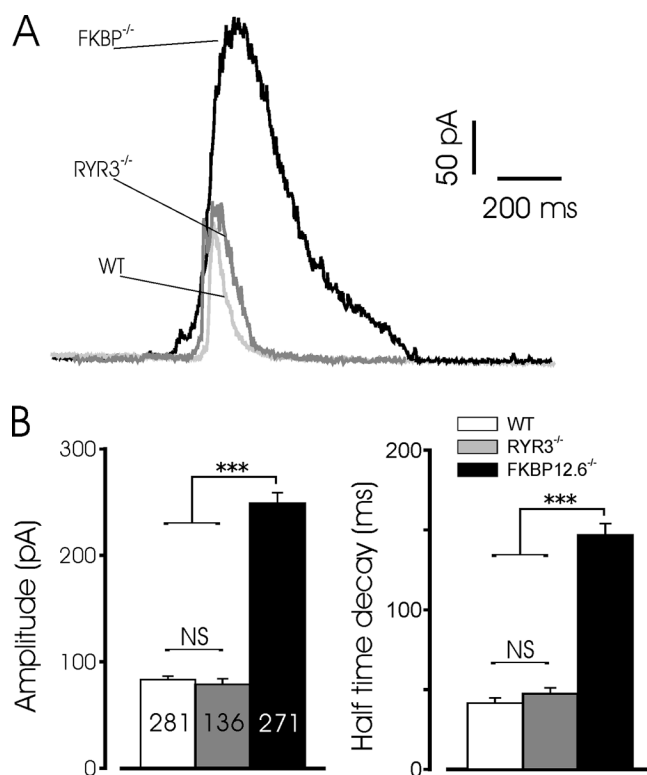 A
FKBP-/-
RYR3-/-
WT
50 pA
200 ms
B
WT
RYR3-/-
FKBP12.6-/-
Amplitude (pA)
300
200
100
0
***
NS
281 136 271
Half time decay (ms)
200
100
0
***
NS